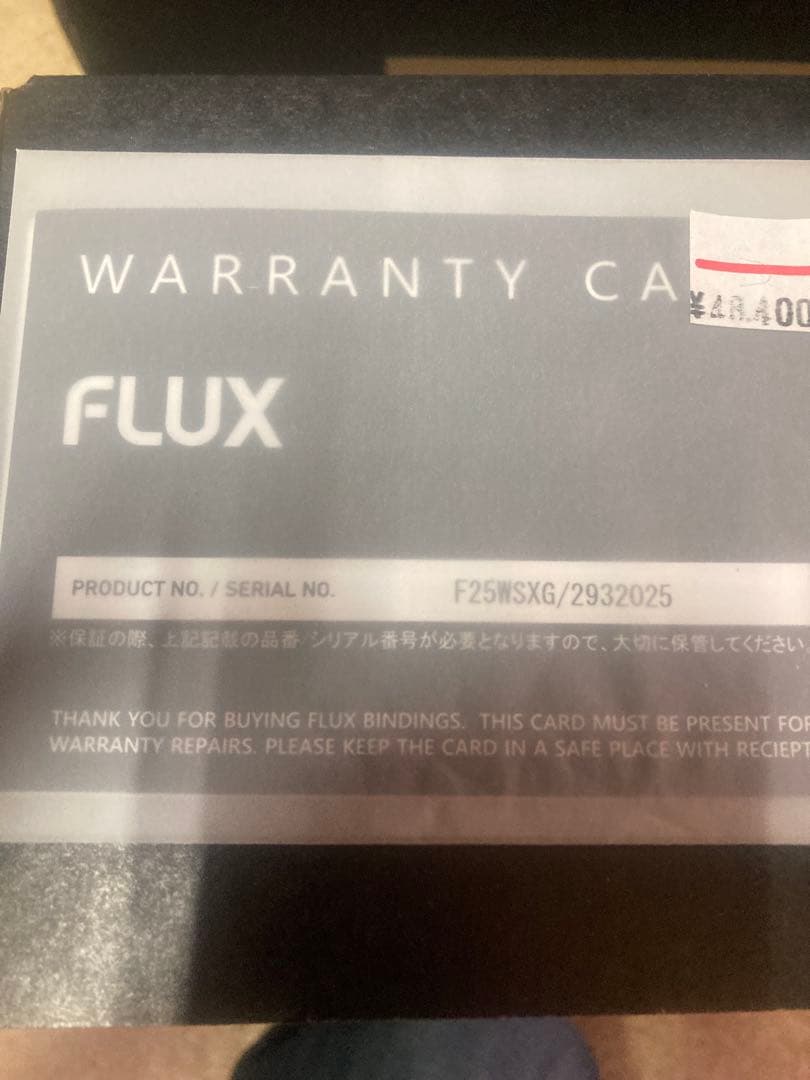 WARRANTY CA
¥48.400
FLUX
PRODUCT NO. / SERIAL NO. F25WSXG/2932025
※保証の際、上記記載の品番/シリアル番号が必要となりますので、大切に保管してください
THANK YOU FOR BUYING FLUX BINDINGS. THIS CARD MUST BE PRESENT FOR
WARRANTY REPAIRS. PLEASE KEEP THE CARD IN A SAFE PLACE WITH RECIEPT